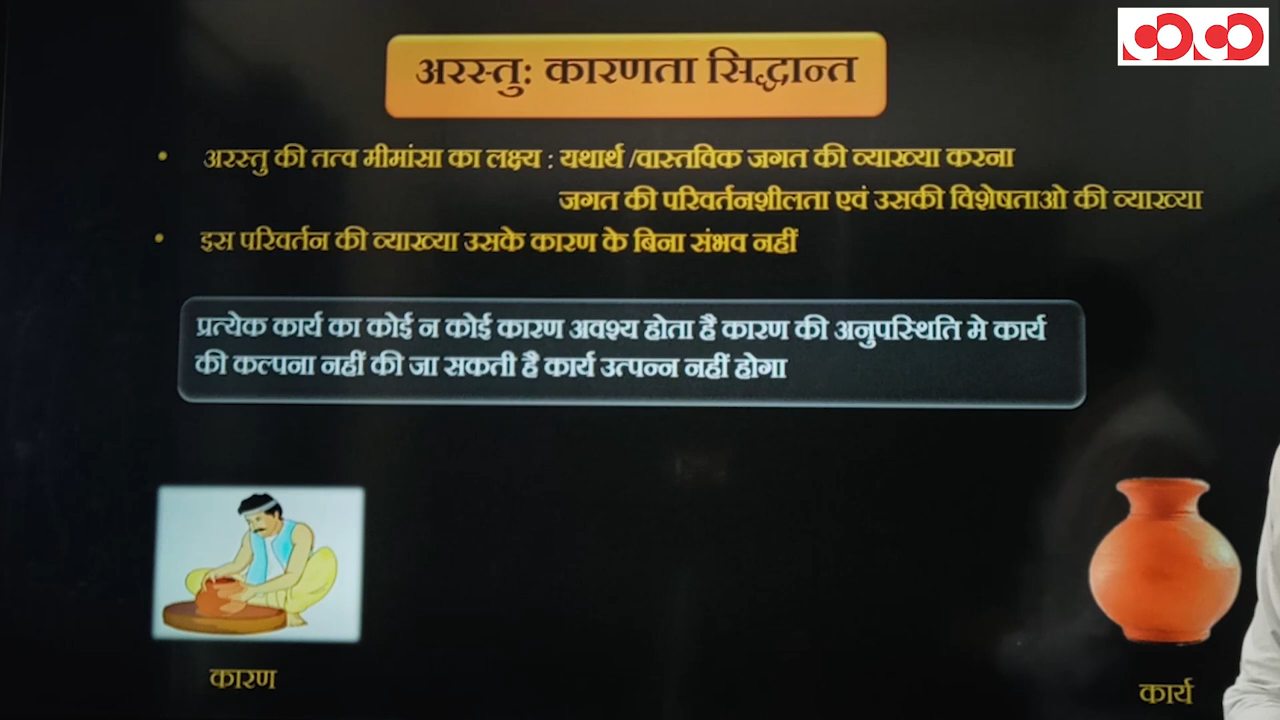 अरस्तु: कारणता सिद्धान्त
अरस्तु की तत्व मीमांसा का लक्ष्य : यथार्थ /वास्तविक जगत की व्याख्या करना
जगत की परिवर्तनशीलता एवं उसकी विशेषताओ की व्याख्या
इस परिवर्तन की व्याख्या उसके कारण के बिना संभव नहीं
प्रत्येक कार्य का कोई न कोई कारण अवश्य होता है कारण की अनुपस्थिति मे कार्य
की कल्पना नहीं की जा सकती है कार्य उत्पन्न नहीं होगा
कारण
कार्य